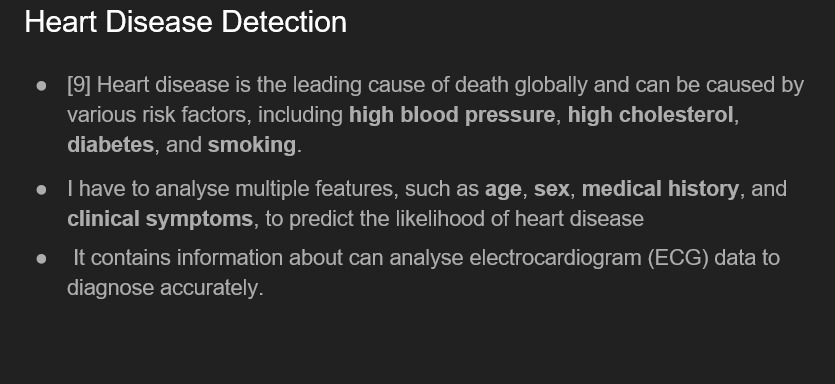 Heart Disease Detection
● [9] Heart disease is the leading cause of death globally and can be caused by
various risk factors, including high blood pressure, high cholesterol,
diabetes, and smoking.
● I have to analyse multiple features, such as age, sex, medical history, and
clinical symptoms, to predict the likelihood of heart disease
● It contains information about can analyse electrocardiogram (ECG) data to
diagnose accurately.